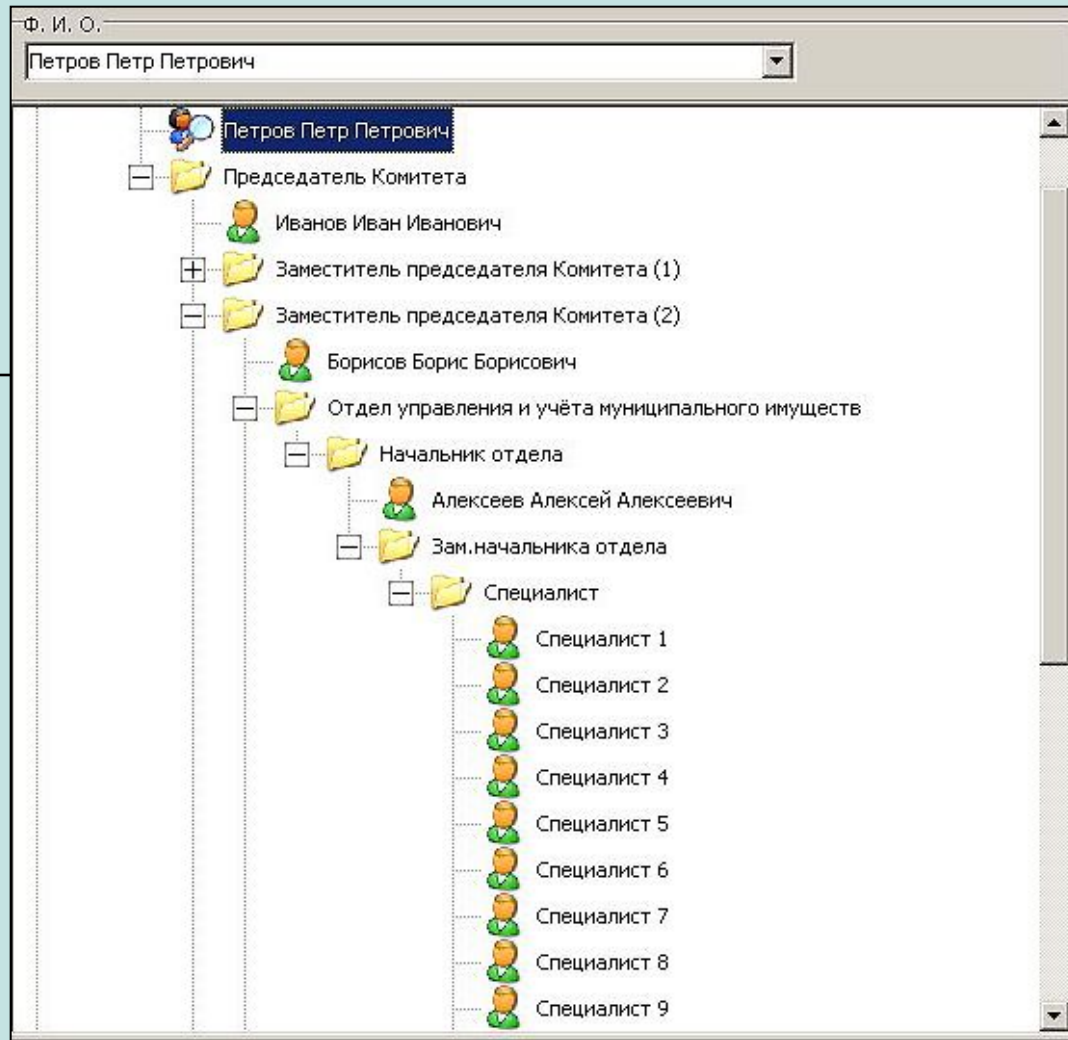 Ф. И. О.
Петров Петр Петрович
Петров Петр Петрович
Председатель Комитета
Иванов Иван Иванович
Заместитель председателя Комитета (1)
Заместитель председателя Комитета (2)
Борисов Борис Борисович
Отдел управления и учёта муниципального имуществ
Начальник отдела
Алексеев Алексей Алексеевич
Зам.начальника отдела
Специалист
Специалист 1
Специалист 2
Специалист 3
Специалист 4
Специалист 5
Специалист 6
Специалист 7
Специалист 8
Специалист 9